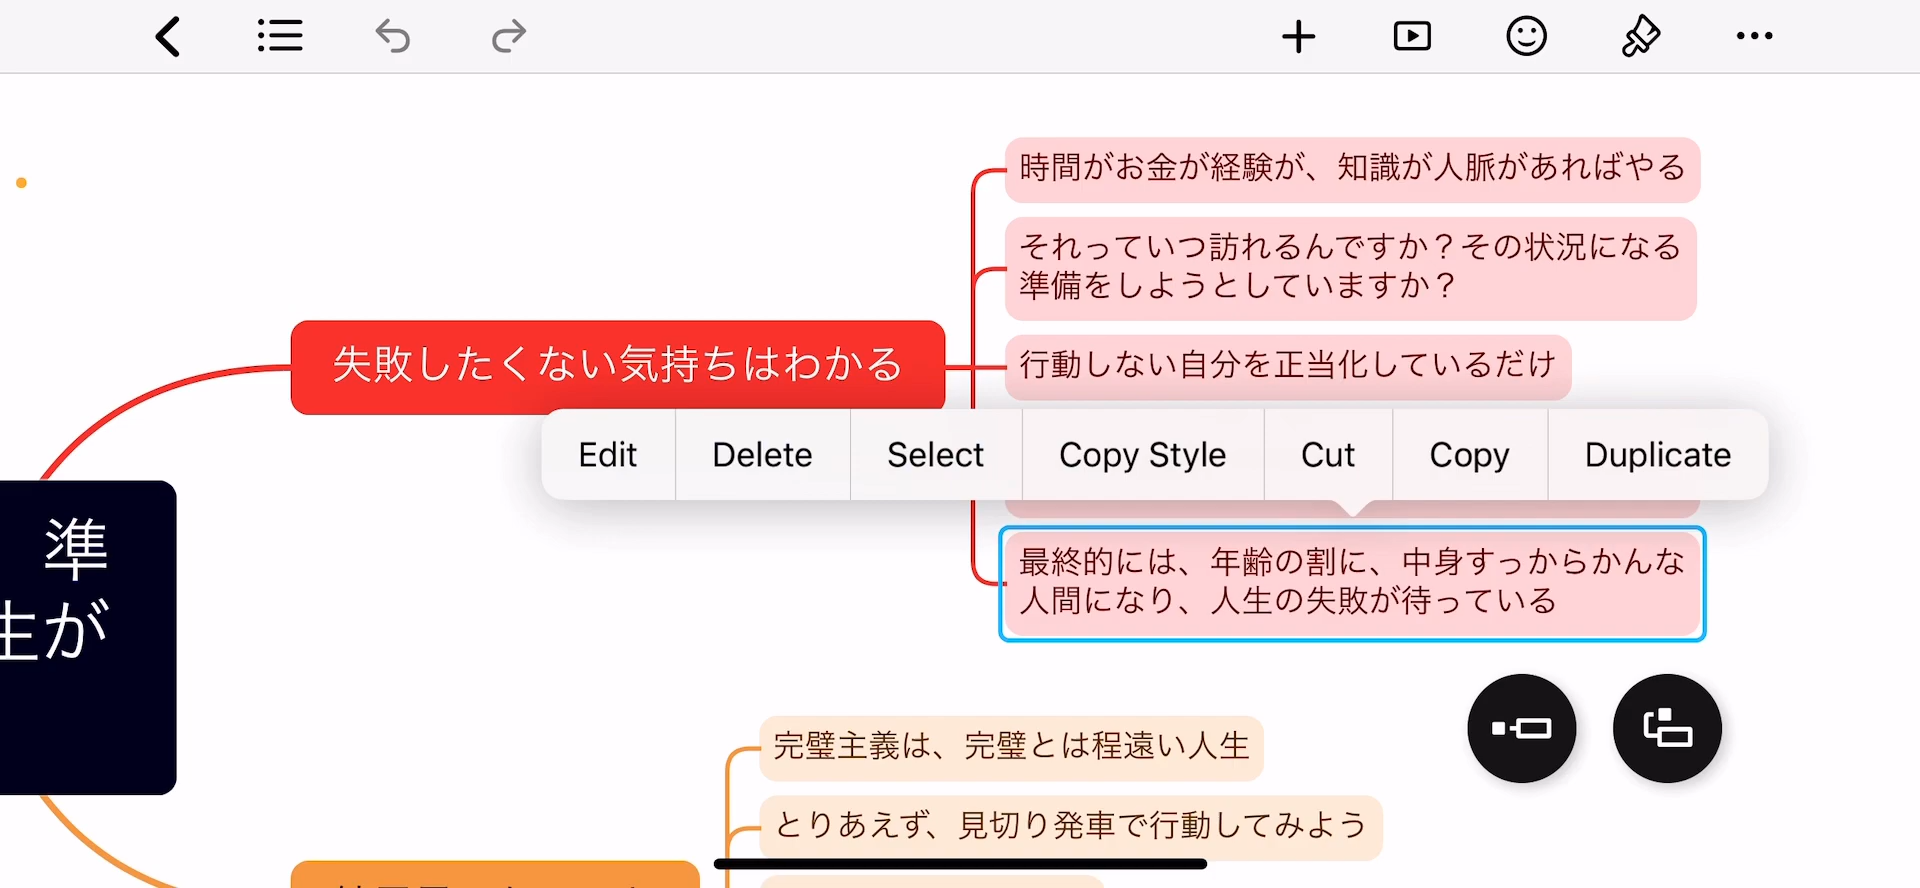 時間がお金が経験が、知識が人脈があればやる
それっていつ訪れるんですか？その状況になる
準備をしようとしていますか？
失敗したくない気持ちはわかる
行動しない自分を正当化しているだけ
Edit
Delete
Select
Copy Style
Cut
Copy
Duplicate
準
生が
最終的には、年齢の割に、中身すっからかんな
人間になり、人生の失敗が待っている
完璧主義は、完璧とは程遠い人生
とりあえず、見切り発車で行動してみよう